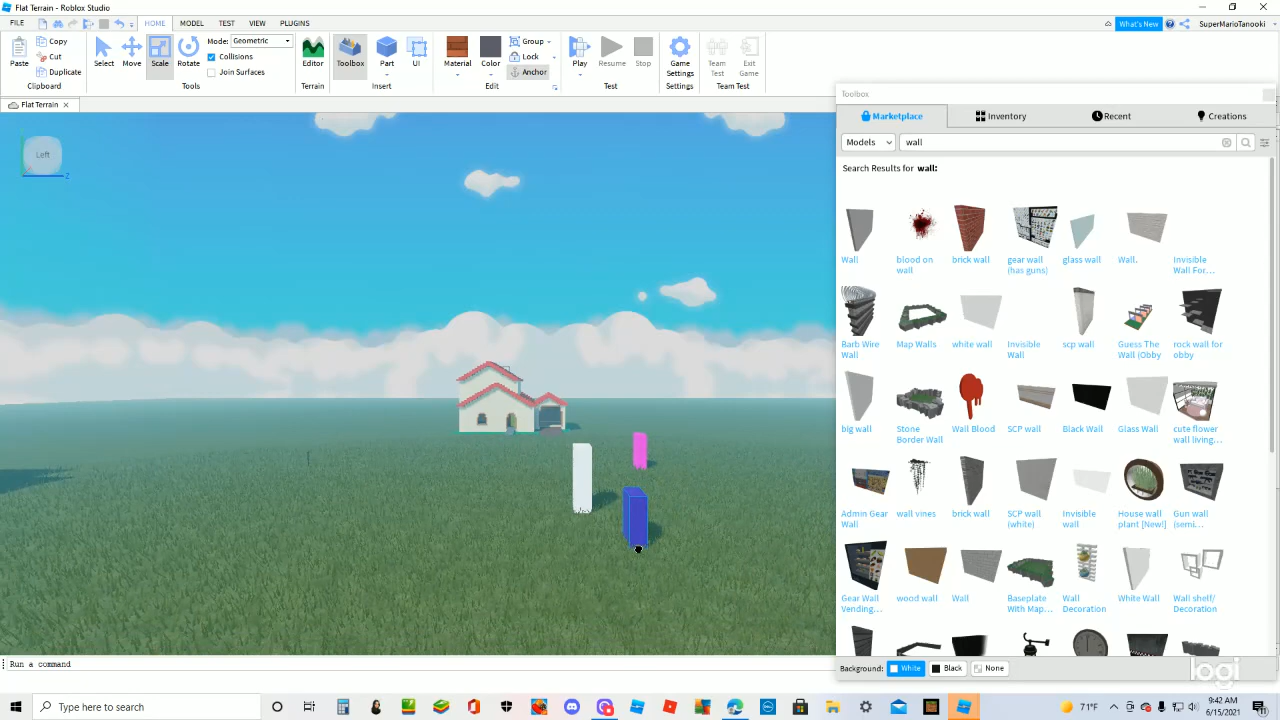 Flat Terrain - Roblox Studio
FILE HOME MODEL TEST VIEW PLUGINS What's New SuperMarioTanooki
Paste Copy Cut Duplicate Select Move Scale Rotate Mode: Geometric Collisions Join Surfaces Editor Toolbox Part UI Material Color Group Lock Anchor Play Resume Stop Game Settings Team Test Exit Game
Clipboard Tools Terrain Insert Edit Test Settings Team Test
Flat Terrain
Left
Z
Toolbox
Marketplace Inventory Recent Creations
Models wall
Search Results for wall:
Wall
blood on wall
brick wall
gear wall (has guns)
glass wall
Wall.
Invisible Wall For...
Barb Wire Wall
Map Walls
white wall
Invisible Wall
scp wall
Guess The Wall (Obby
rock wall for obby
big wall
Stone Border Wall
Wall Blood
SCP wall
Black Wall
Glass Wall
cute flower wall living...
Admin Gear Wall
wall vines
brick wall
SCP wall (white)
Invisible wall
House wall plant [New!]
Gun wall (semi...
Gear Wall Vending...
wood wall
Wall
Baseplate With Map...
Wall Decoration
White Wall
Wall shelf/ Decoration
Background: White Black None
logi
Run a command
Type here to search
71°F
9:42 AM
6/15/2021